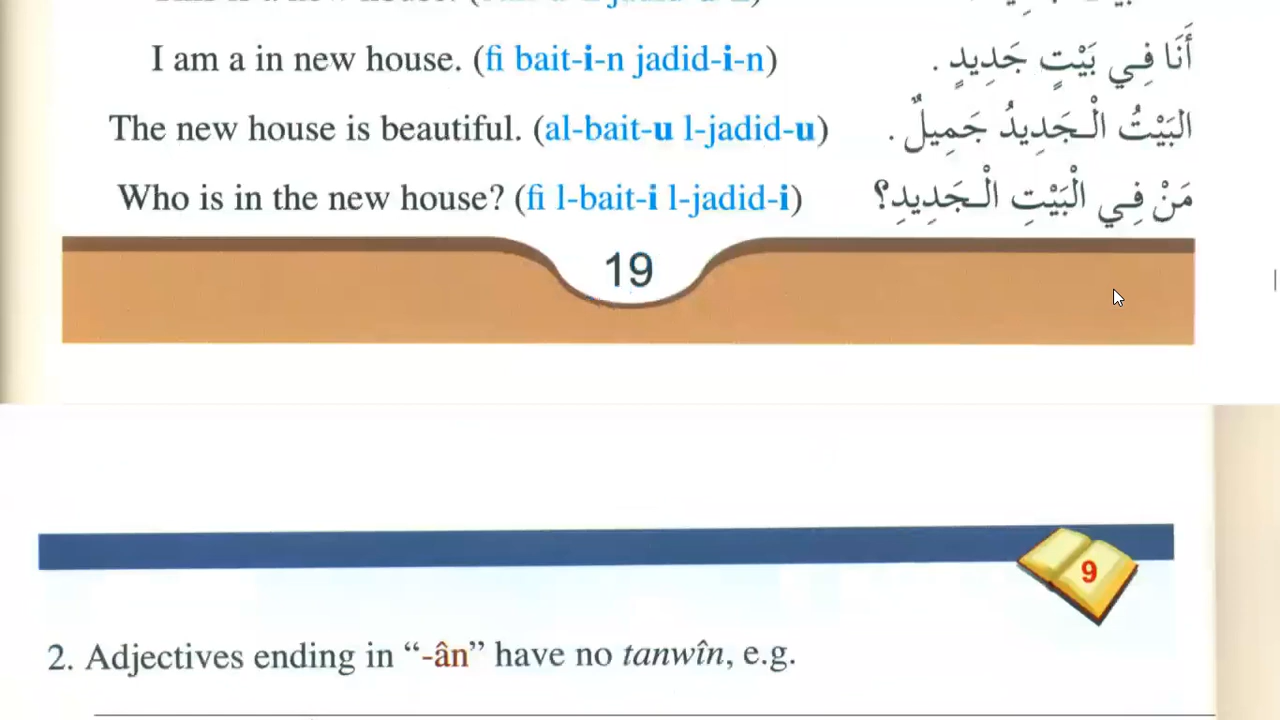 I am a in new house. (fi bait-i-n jadid-i-n) أَنَا فِي بَيْتٍ جَدِيدٍ .
The new house is beautiful. (al-bait-u l-jadid-u) البَيْتُ الْجَدِيدُ جَمِيلٌ .
Who is in the new house? (fi l-bait-i l-jadid-i) مَنْ فِي الْبَيْتِ الْجَدِيدِ؟
19
9
2. Adjectives ending in “-ân” have no tanwîn, e.g.